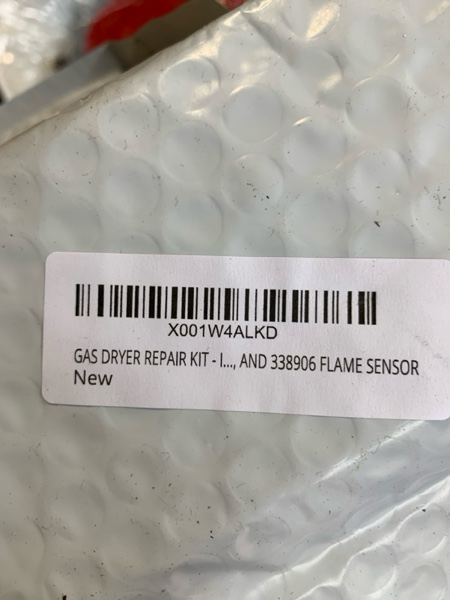 X001W4ALKD
GAS DRYER REPAIR KIT - I..., AND 338906 FLAME SENSOR
New